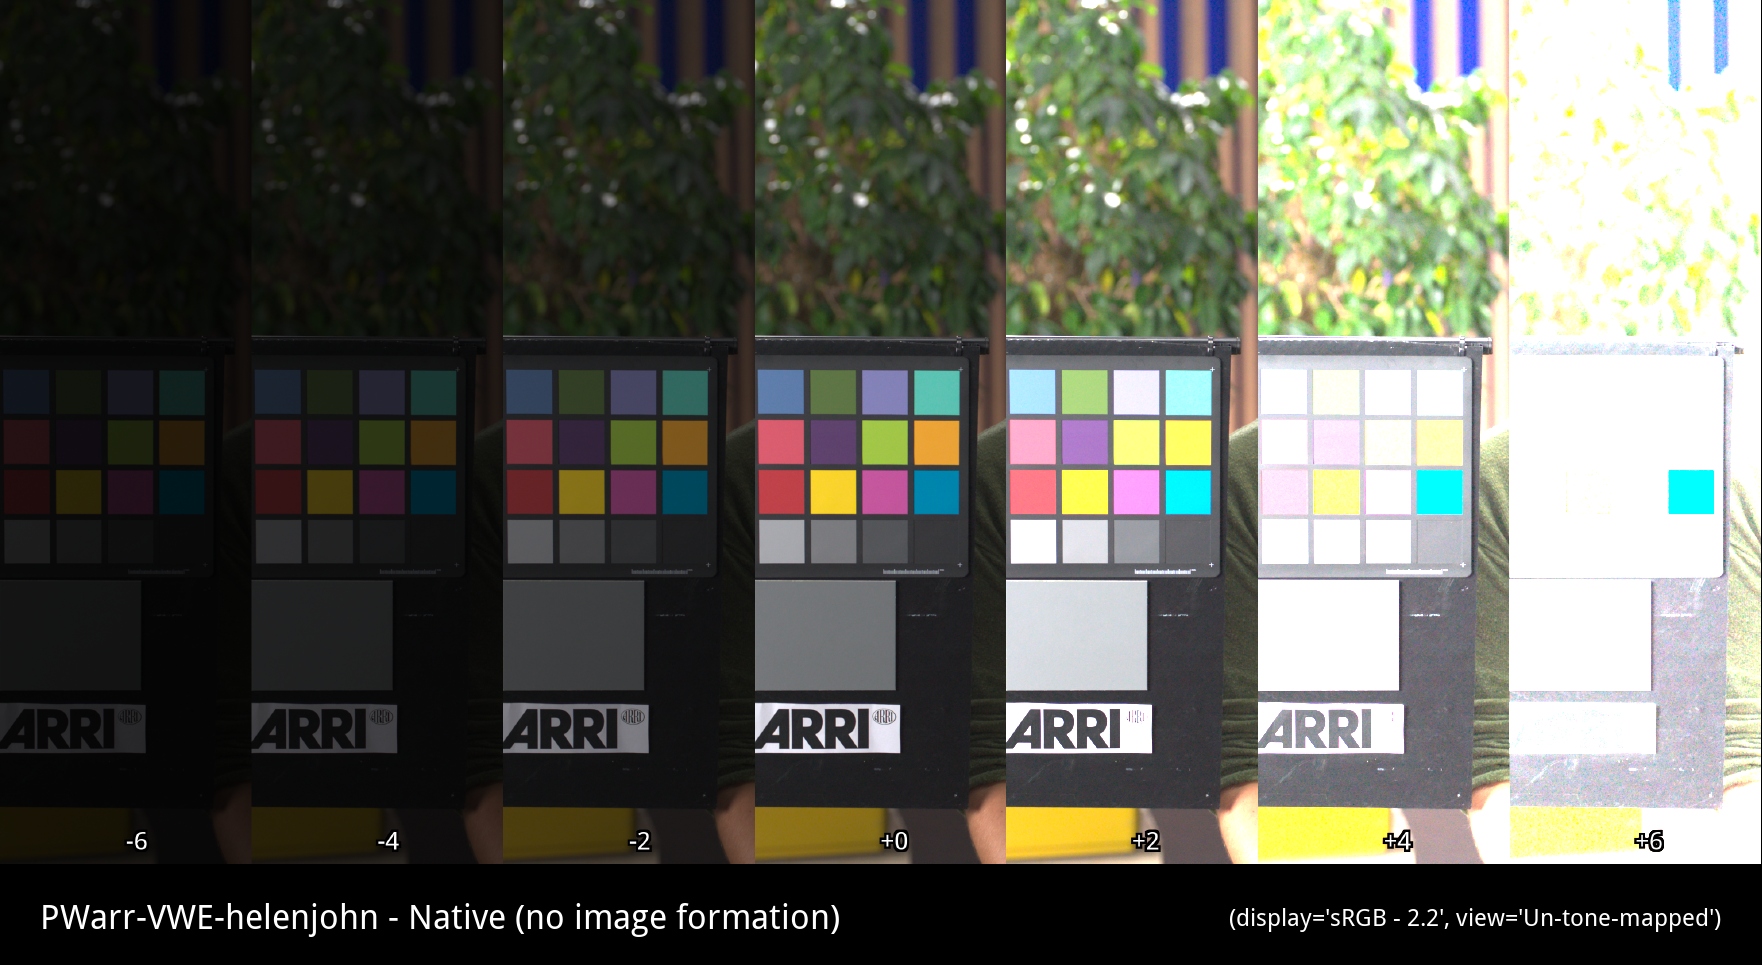 ARRI ARRI ARRI ARRI ARRI ARRI
-6 -4 -2 +0 +2 +4 +6
PWarr-VWE-helenjohn - Native (no image formation)
(display='sRGB - 2.2', view='Un-tone-mapped')